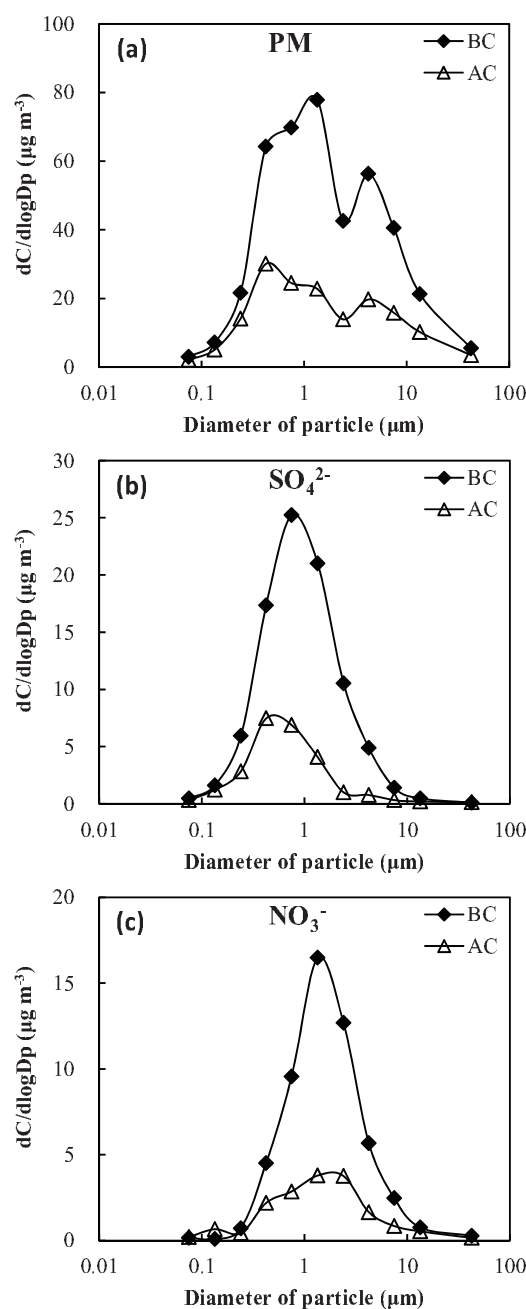 (a)
PM
BC
AC
dC/dlogDp (µg m⁻³)
100
80
60
40
20
0
0.01 0.1 1 10 100
Diameter of particle (µm)
(b)
SO₄²⁻
BC
AC
dC/dlogDp (µg m⁻³)
30
25
20
15
10
5
0
0.01 0.1 1 10 100
Diameter of particle (µm)
(c)
NO₃⁻
BC
AC
dC/dlogDp (µg m⁻³)
20
15
10
5
0
0.01 0.1 1 10 100
Diameter of particle (µm)